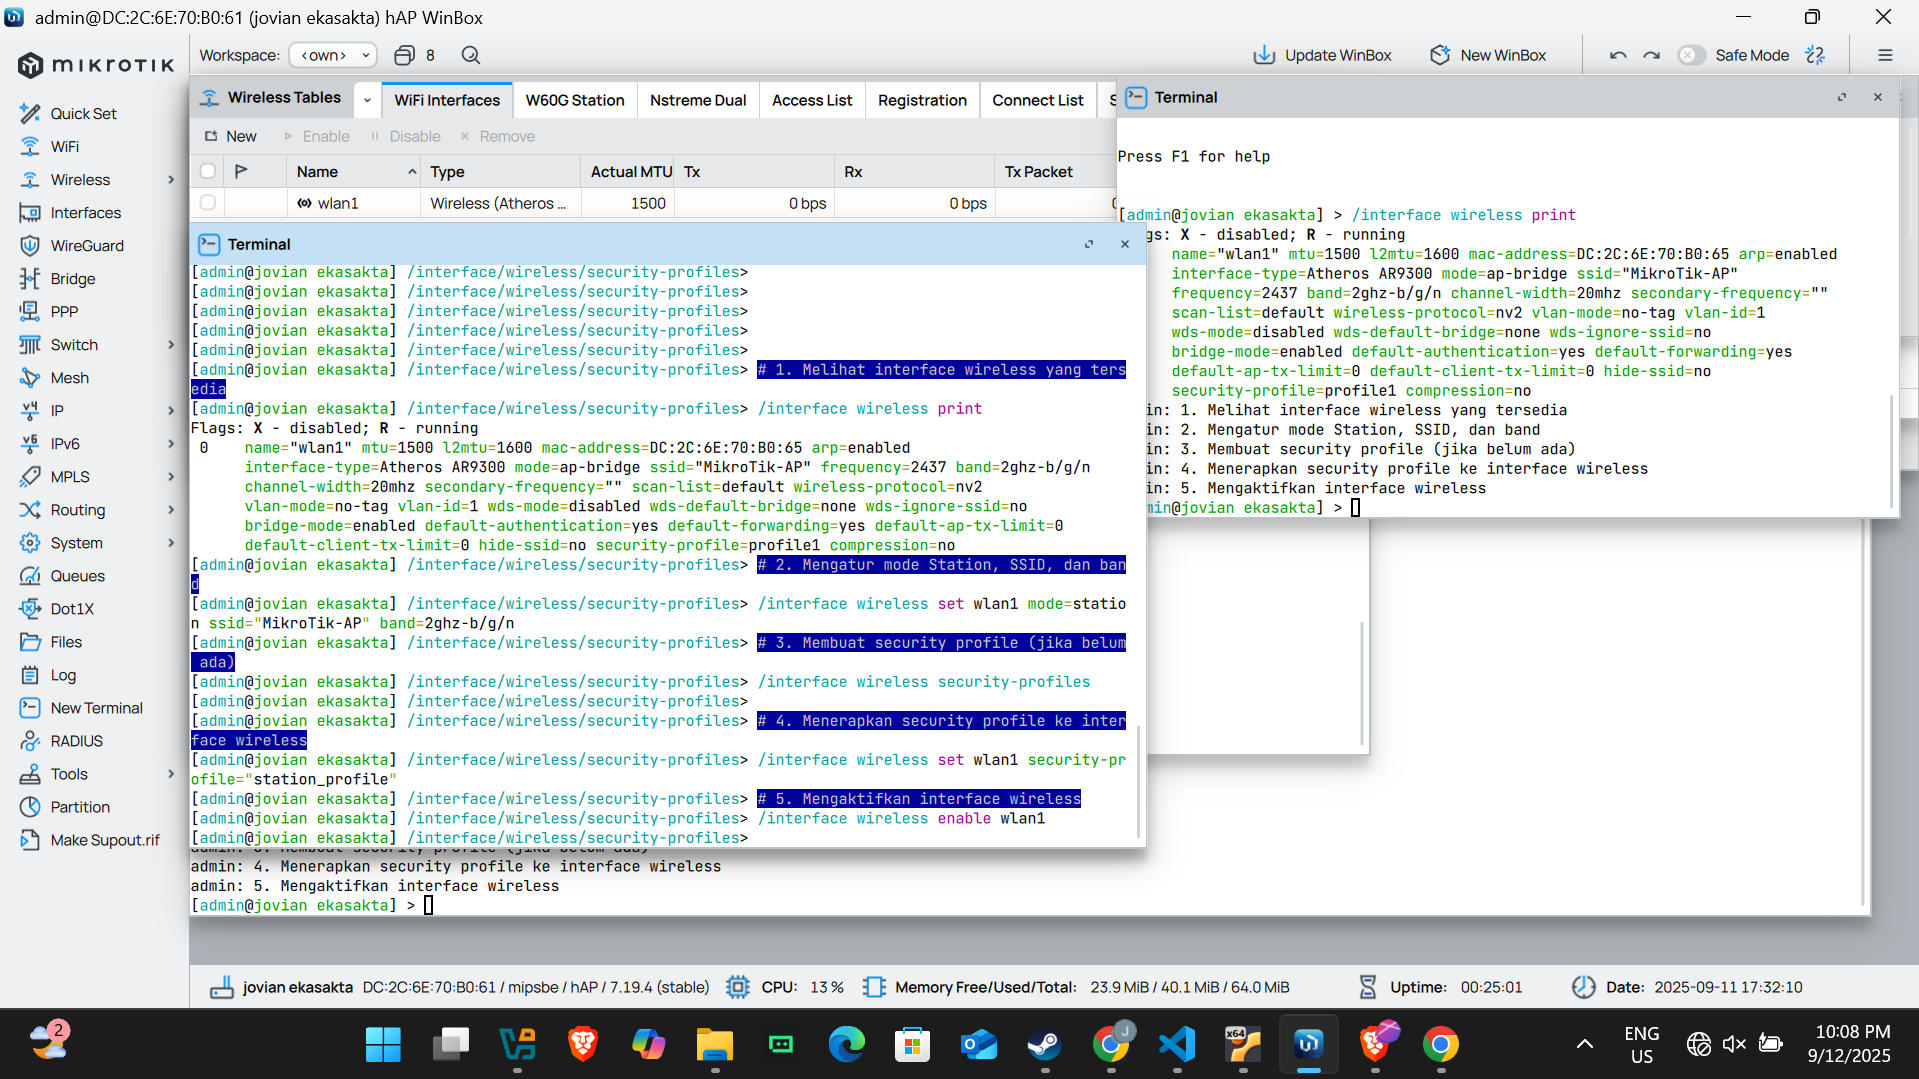 admin@DC:2C:6E:70:B0:61 (jovian ekasakta) hAP WinBox
mikrotik
Workspace: <own> 8
Update WinBox New WinBox Safe Mode
Quick Set
WiFi
Wireless
Interfaces
WireGuard
Bridge
PPP
Switch
Mesh
IP
IPv6
MPLS
Routing
System
Queues
Dot1X
Files
Log
New Terminal
RADIUS
Tools
Partition
Make Supout.rif
Wireless Tables WiFi Interfaces W60G Station Nstreme Dual Access List Registration Connect List
New Enable Disable Remove
Name Type Actual MTU Tx Rx Tx Packet
wlan1 Wireless (Atheros ... 1500 0 bps 0 bps
Terminal
Press F1 for help
[admin@jovian ekasakta] > /interface wireless print
gs: X - disabled; R - running
name="wlan1" mtu=1500 l2mtu=1600 mac-address=DC:2C:6E:70:B0:65 arp=enabled
interface-type=Atheros AR9300 mode=ap-bridge ssid="MikroTik-AP"
frequency=2437 band=2ghz-b/g/n channel-width=20mhz secondary-frequency=""
scan-list=default wireless-protocol=nv2 vlan-mode=no-tag vlan-id=1
wds-mode=disabled wds-default-bridge=none wds-ignore-ssid=no
bridge-mode=enabled default-authentication=yes default-forwarding=yes
default-ap-tx-limit=0 default-client-tx-limit=0 hide-ssid=no
security-profile=profile1 compression=no
in: 1. Melihat interface wireless yang tersedia
in: 2. Mengatur mode Station, SSID, dan band
in: 3. Membuat security profile (jika belum ada)
in: 4. Menerapkan security profile ke interface wireless
in: 5. Mengaktifkan interface wireless
min@jovian ekasakta] >
Terminal
[admin@jovian ekasakta] /interface/wireless/security-profiles>
[admin@jovian ekasakta] /interface/wireless/security-profiles>
[admin@jovian ekasakta] /interface/wireless/security-profiles>
[admin@jovian ekasakta] /interface/wireless/security-profiles>
[admin@jovian ekasakta] /interface/wireless/security-profiles>
[admin@jovian ekasakta] /interface/wireless/security-profiles> # 1. Melihat interface wireless yang ters
edia
[admin@jovian ekasakta] /interface/wireless/security-profiles> /interface wireless print
Flags: X - disabled; R - running
0 name="wlan1" mtu=1500 l2mtu=1600 mac-address=DC:2C:6E:70:B0:65 arp=enabled
interface-type=Atheros AR9300 mode=ap-bridge ssid="MikroTik-AP" frequency=2437 band=2ghz-b/g/n
channel-width=20mhz secondary-frequency="" scan-list=default wireless-protocol=nv2
vlan-mode=no-tag vlan-id=1 wds-mode=disabled wds-default-bridge=none wds-ignore-ssid=no
bridge-mode=enabled default-authentication=yes default-forwarding=yes default-ap-tx-limit=0
default-client-tx-limit=0 hide-ssid=no security-profile=profile1 compression=no
[admin@jovian ekasakta] /interface/wireless/security-profiles> # 2. Mengatur mode Station, SSID, dan ban
d
[admin@jovian ekasakta] /interface/wireless/security-profiles> /interface wireless set wlan1 mode=statio
n ssid="MikroTik-AP" band=2ghz-b/g/n
[admin@jovian ekasakta] /interface/wireless/security-profiles> # 3. Membuat security profile (jika belum
ada)
[admin@jovian ekasakta] /interface/wireless/security-profiles> /interface wireless security-profiles
[admin@jovian ekasakta] /interface/wireless/security-profiles>
[admin@jovian ekasakta] /interface/wireless/security-profiles> # 4. Menerapkan security profile ke inter
face wireless
[admin@jovian ekasakta] /interface/wireless/security-profiles> /interface wireless set wlan1 security-pr
ofile="station_profile"
[admin@jovian ekasakta] /interface/wireless/security-profiles> # 5. Mengaktifkan interface wireless
[admin@jovian ekasakta] /interface/wireless/security-profiles> /interface wireless enable wlan1
[admin@jovian ekasakta] /interface/wireless/security-profiles>
admin: 4. Menerapkan security profile ke interface wireless
admin: 5. Mengaktifkan interface wireless
[admin@jovian ekasakta] >
jovian ekasakta DC:2C:6E:70:B0:61 / mipsbe / hAP / 7.19.4 (stable) CPU: 13 % Memory Free/Used/Total: 23.9 MiB / 40.1 MiB / 64.0 MiB Uptime: 00:25:01 Date: 2025-09-11 17:32:10
2
J
x64
ENG
US
10:08 PM
9/12/2025